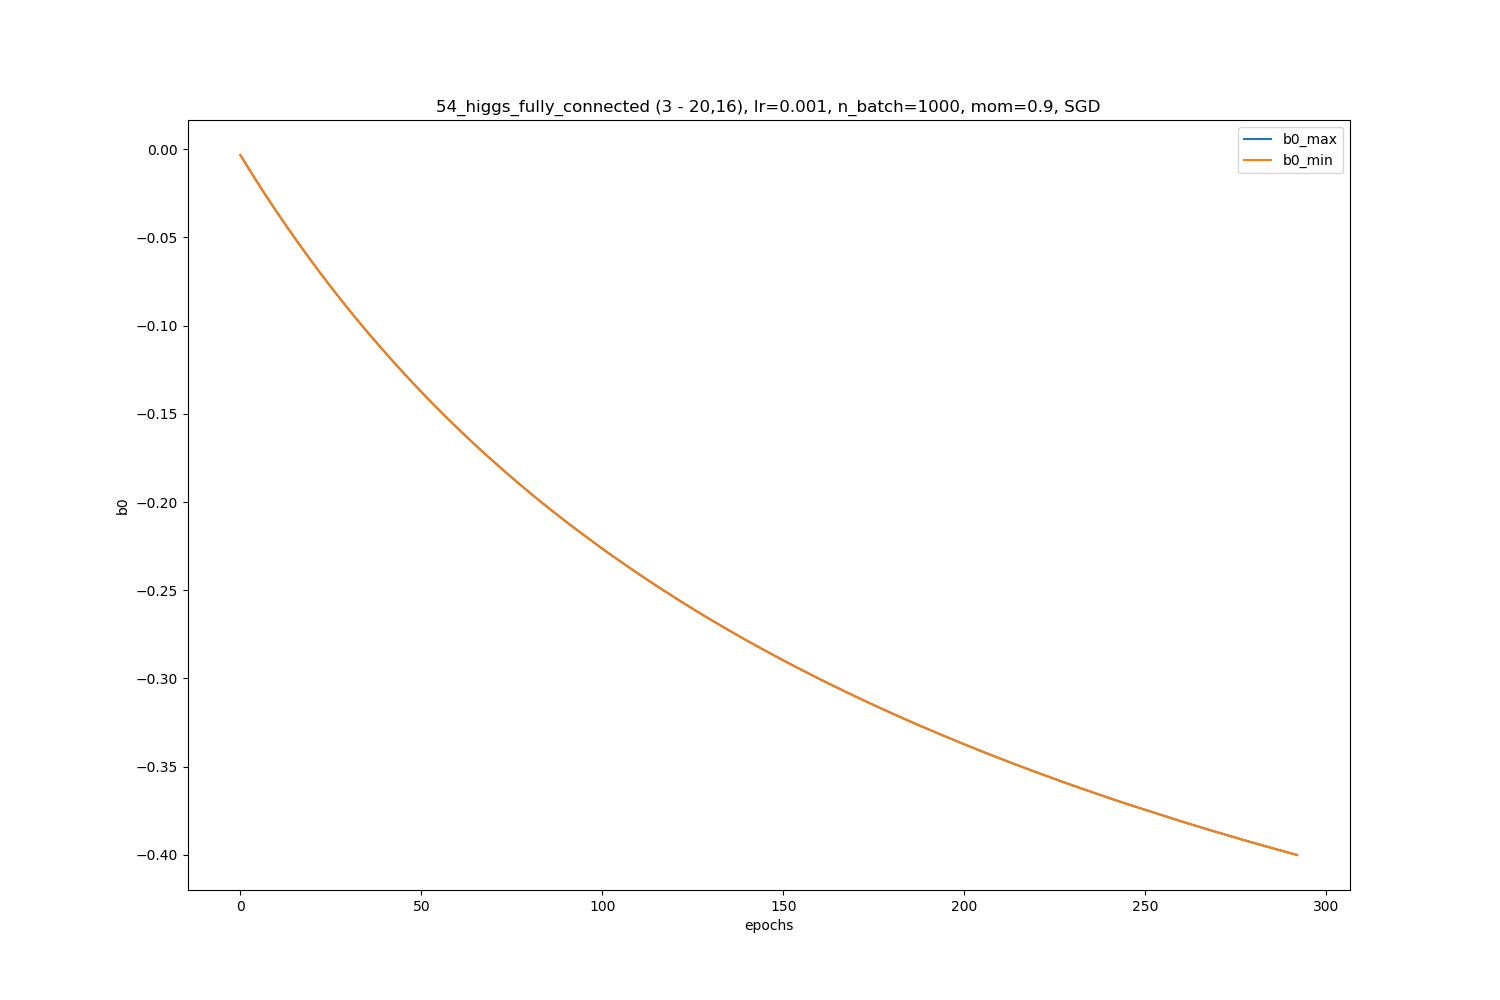 54_higgs_fully_connected (3 - 20,16), lr=0.001, n_batch=1000, mom=0.9, SGD
b0_max
b0_min
0.00
−0.05
−0.10
−0.15
−0.20
−0.25
−0.30
−0.35
−0.40
b0
0 50 100 150 200 250 300
epochs